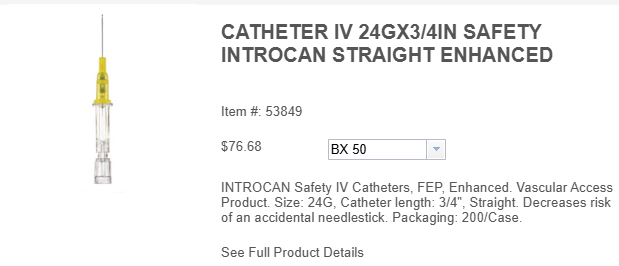 CATHETER IV 24GX3/4IN SAFETY
INTROCAN STRAIGHT ENHANCED
Item #: 53849
$76.68
BX 50
INTROCAN Safety IV Catheters, FEP, Enhanced. Vascular Access
Product. Size: 24G, Catheter length: 3/4", Straight. Decreases risk
of an accidental needlestick. Packaging: 200/Case.
See Full Product Details